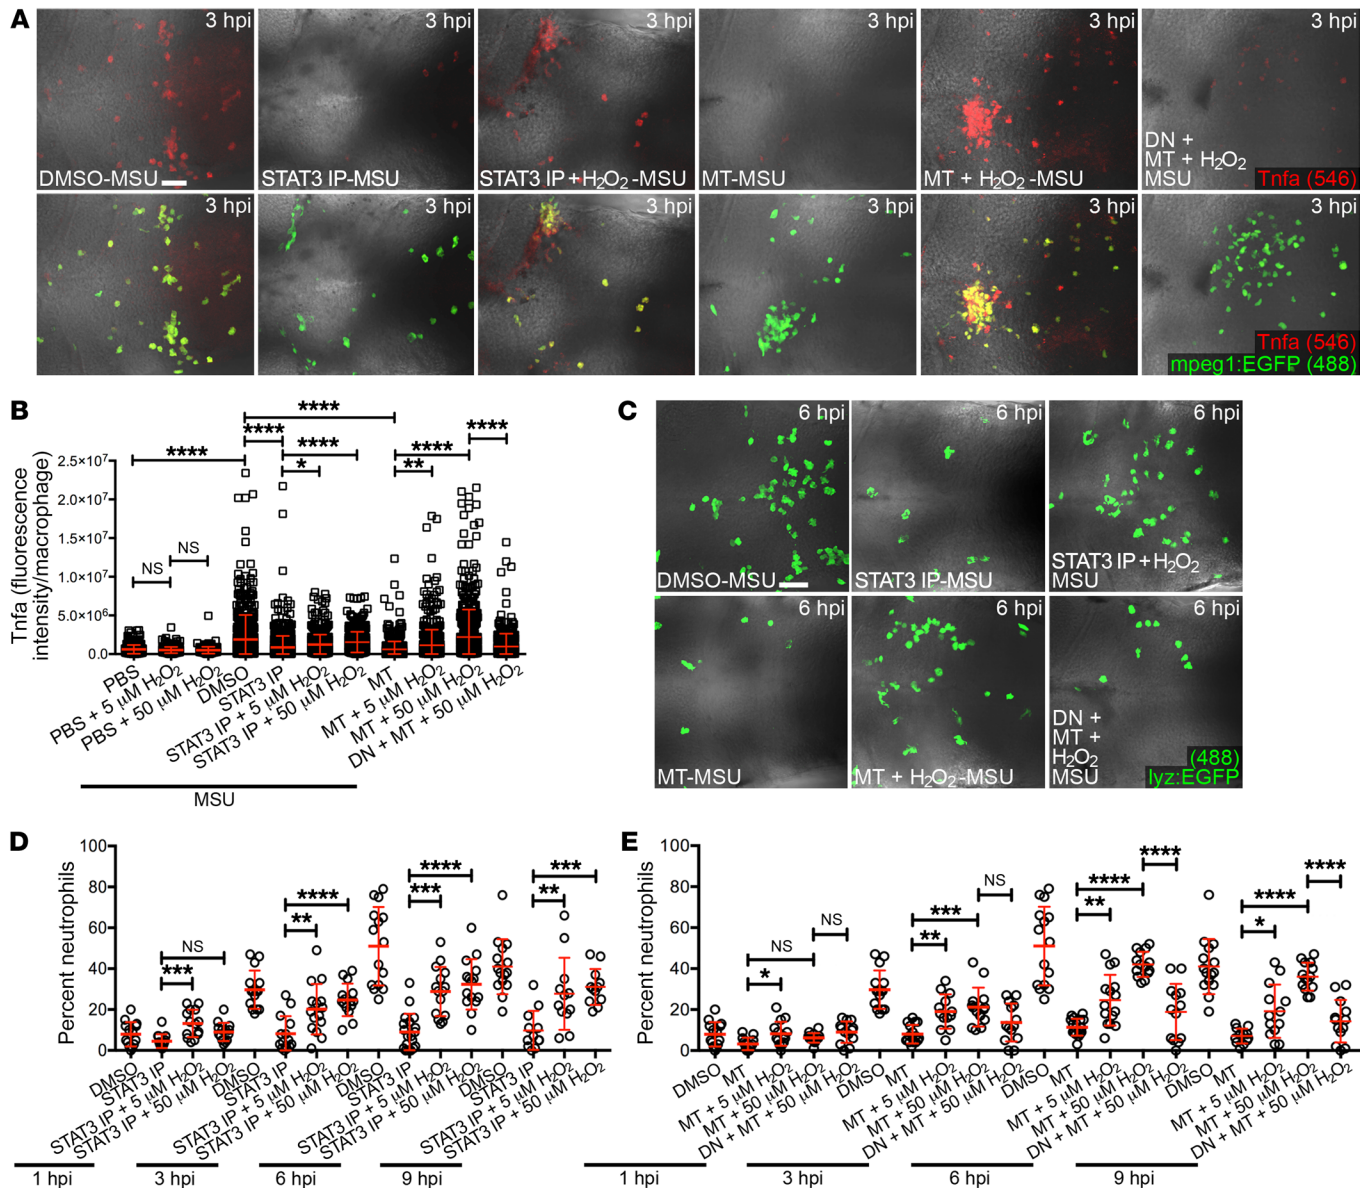 A
3 hpi
3 hpi
3 hpi
3 hpi
3 hpi
3 hpi
DMSO-MSU
STAT3 IP-MSU
STAT3 IP+H₂O₂-MSU
MT-MSU
MT + H₂O₂-MSU
DN +
MT + H₂O₂
MSU
Tnfa (546)
3 hpi
3 hpi
3 hpi
3 hpi
3 hpi
3 hpi
Tnfa (546)
mpeg1:EGFP (488)
B
Tnfa (fluorescence
intensity/macrophage)
2.5×10⁷
2.0×10⁷
1.5×10⁷
1.0×10⁷
5.0×10⁶
0.0
****
NS
NS
****
****
****
*
****
**
****
PBS
PBS + 5 µM H₂O₂
PBS + 50 µM H₂O₂
DMSO
STAT3 IP
STAT3 IP + 5 µM H₂O₂
STAT3 IP + 50 µM H₂O₂
MT
MT + 5 µM H₂O₂
MT + 50 µM H₂O₂
DN + MT + 50 µM H₂O₂
MSU
C
6 hpi
6 hpi
6 hpi
DMSO-MSU
STAT3 IP-MSU
STAT3 IP+H₂O₂
MSU
6 hpi
6 hpi
6 hpi
MT-MSU
MT + H₂O₂-MSU
DN +
MT +
H₂O₂
MSU
(488)
lyz:EGFP
D
Percent neutrophils
100
80
60
40
20
0
NS
***
****
**
****
***
***
**
DMSO
STAT3 IP
STAT3 IP + 5 µM H₂O₂
STAT3 IP + 50 µM H₂O₂
DMSO
STAT3 IP
STAT3 IP + 5 µM H₂O₂
STAT3 IP + 50 µM H₂O₂
DMSO
STAT3 IP
STAT3 IP + 5 µM H₂O₂
STAT3 IP + 50 µM H₂O₂
DMSO
STAT3 IP
STAT3 IP + 5 µM H₂O₂
STAT3 IP + 50 µM H₂O₂
1 hpi
3 hpi
6 hpi
9 hpi
E
Percent neutrophils
100
80
60
40
20
0
NS
*
NS
***
**
NS
****
**
****
****
*
****
DMSO
MT
MT + 5 µM H₂O₂
MT + 50 µM H₂O₂
DN + MT + 50 µM H₂O₂
DMSO
MT
MT + 5 µM H₂O₂
MT + 50 µM H₂O₂
DN + MT + 50 µM H₂O₂
DMSO
MT
MT + 5 µM H₂O₂
MT + 50 µM H₂O₂
DN + MT + 50 µM H₂O₂
DMSO
MT
MT + 5 µM H₂O₂
MT + 50 µM H₂O₂
DN + MT + 50 µM H₂O₂
1 hpi
3 hpi
6 hpi
9 hpi